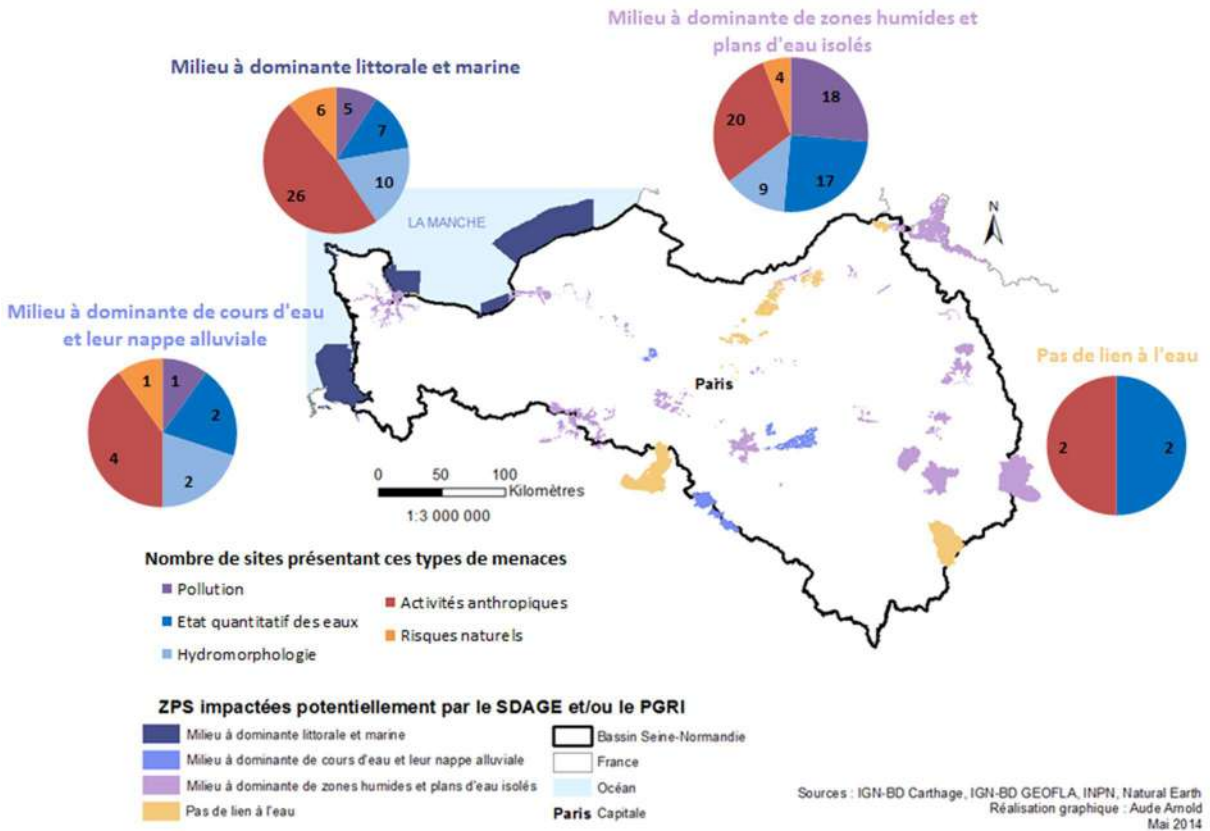 Milieu à dominante de zones humides et
plans d'eau isolés
Milieu à dominante littorale et marine
4
18
20
17
9
6
5
7
10
26
LA MANCHE
N
Milieu à dominante de cours d'eau
et leur nappe alluviale
1
1
2
4
2
Pas de lien à l'eau
2
2
Paris
0 50 100
Kilomètres
1:3 000 000
Nombre de sites présentant ces types de menaces
Pollution
Etat quantitatif des eaux
Hydromorphologie
Activités anthropiques
Risques naturels
ZPS impactées potentiellement par le SDAGE et/ou le PGRI
Milieu à dominante littorale et marine
Milieu à dominante de cours d'eau et leur nappe alluviale
Milieu à dominante de zones humides et plans d'eau isolés
Pas de lien à l'eau
Bassin Seine-Normandie
France
Océan
Paris Capitale
Sources : IGN-BD Carthage, IGN-BD GEOFLA, INPN, Natural Earth
Réalisation graphique : Aude Arnold
Mai 2014